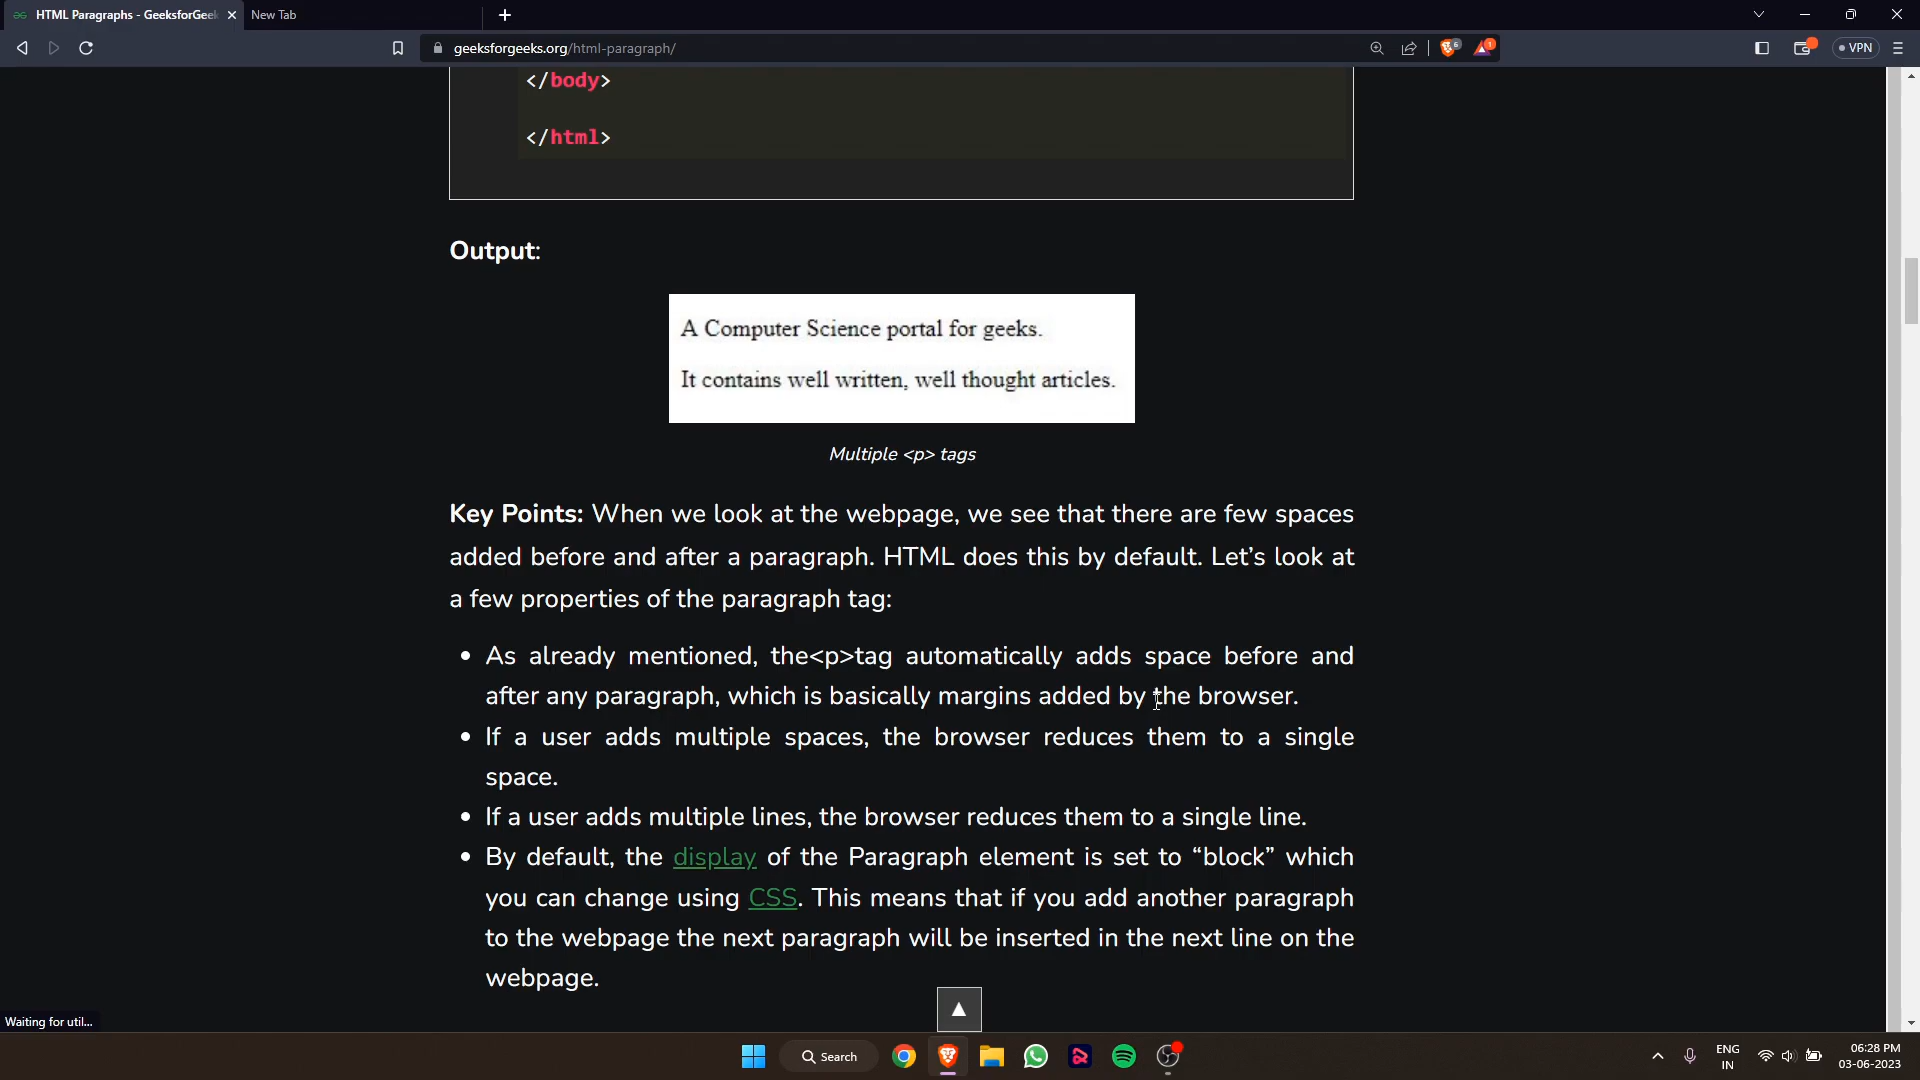 HTML Paragraphs - GeeksforGeek
New Tab
geeksforgeeks.org/html-paragraph/
6
1
VPN
</body>
</html>
Output:
A Computer Science portal for geeks.
It contains well written, well thought articles.
Multiple <p> tags
Key Points: When we look at the webpage, we see that there are few spaces
added before and after a paragraph. HTML does this by default. Let’s look at
a few properties of the paragraph tag:
As already mentioned, the<p>tag automatically adds space before and
after any paragraph, which is basically margins added by the browser.
If a user adds multiple spaces, the browser reduces them to a single
space.
If a user adds multiple lines, the browser reduces them to a single line.
By default, the display of the Paragraph element is set to “block” which
you can change using CSS. This means that if you add another paragraph
to the webpage the next paragraph will be inserted in the next line on the
webpage.
Waiting for util...
Search
ENG
IN
06:28 PM
03-06-2023